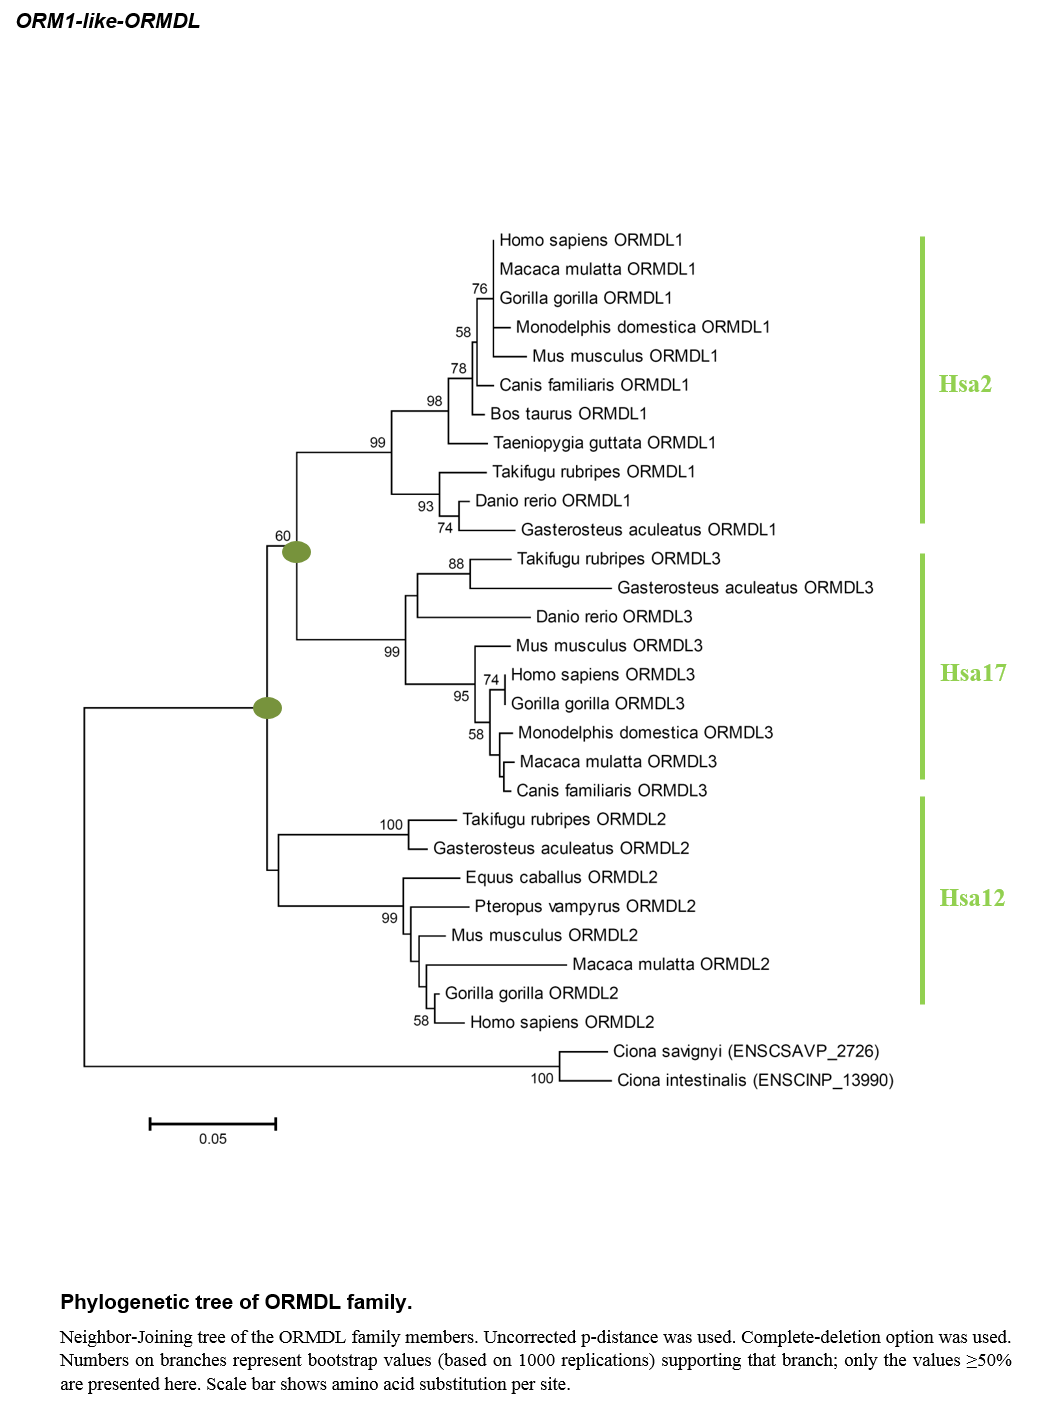 ORM1-like-ORMDL
Homo sapiens ORMDL1
Macaca mulatta ORMDL1
76
Gorilla gorilla ORMDL1
Monodelphis domestica ORMDL1
58
Mus musculus ORMDL1
78
Canis familiaris ORMDL1
Hsa2
98
Bos taurus ORMDL1
99
Taeniopygia guttata ORMDL1
Takifugu rubripes ORMDL1
93
Danio rerio ORMDL1
74
Gasterosteus aculeatus ORMDL1
60
88
Takifugu rubripes ORMDL3
Gasterosteus aculeatus ORMDL3
Danio rerio ORMDL3
99
Mus musculus ORMDL3
Hsa17
74
Homo sapiens ORMDL3
95
Gorilla gorilla ORMDL3
58
Monodelphis domestica ORMDL3
Macaca mulatta ORMDL3
Canis familiaris ORMDL3
100
Takifugu rubripes ORMDL2
Gasterosteus aculeatus ORMDL2
Equus caballus ORMDL2
Hsa12
99
Pteropus vampyrus ORMDL2
Mus musculus ORMDL2
Macaca mulatta ORMDL2
Gorilla gorilla ORMDL2
58
Homo sapiens ORMDL2
Ciona savignyi (ENSCSAVP_2726)
100
Ciona intestinalis (ENSCINP_13990)
0.05
Phylogenetic tree of ORMDL family.
Neighbor-Joining tree of the ORMDL family members. Uncorrected p-distance was used. Complete-deletion option was used.
Numbers on branches represent bootstrap values (based on 1000 replications) supporting that branch; only the values ≥50%
are presented here. Scale bar shows amino acid substitution per site.